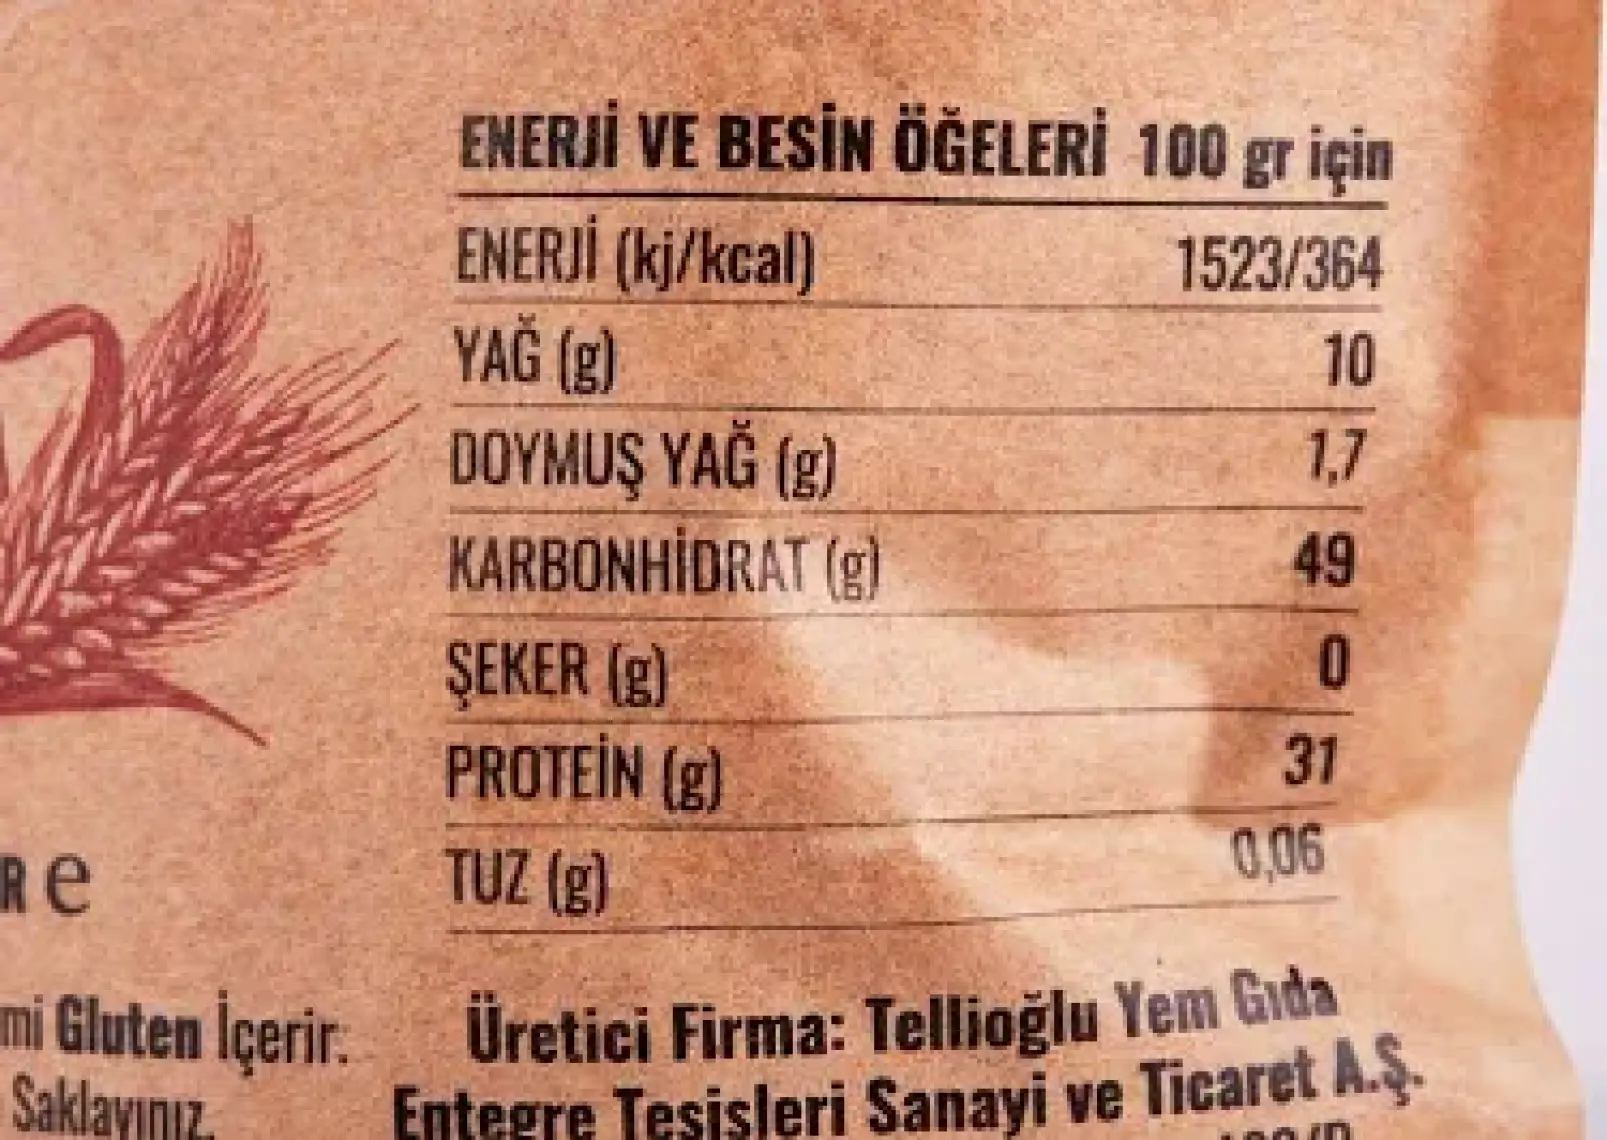 ENERJİ VE BESİN ÖĞELERİ 100 gr için
ENERJİ (kj/kcal) 1523/364
YAĞ (g) 10
DOYMUŞ YAĞ (g) 1,7
KARBONHİDRAT (g) 49
ŞEKER (g) 0
PROTEİN (g) 31
TUZ (g) 0,06
R e
mi Gluten İçerir.
Saklayınız.
Üretici Firma: Tellioğlu Yem Gıda
Entegre Tesisleri Sanayi ve Ticaret A.Ş.